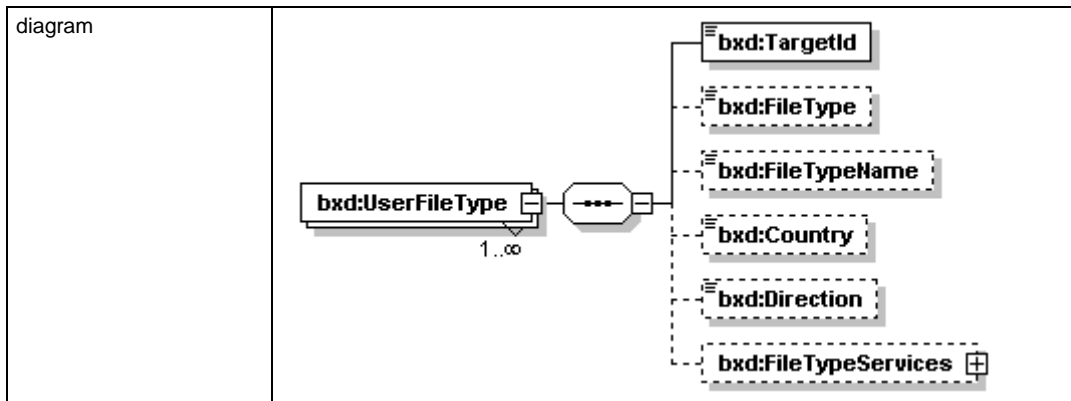 diagram
bxd:TargetId
bxd:FileType
bxd:FileTypeName
bxd:UserFileType
1..∞
bxd:Country
bxd:Direction
bxd:FileTypeServices